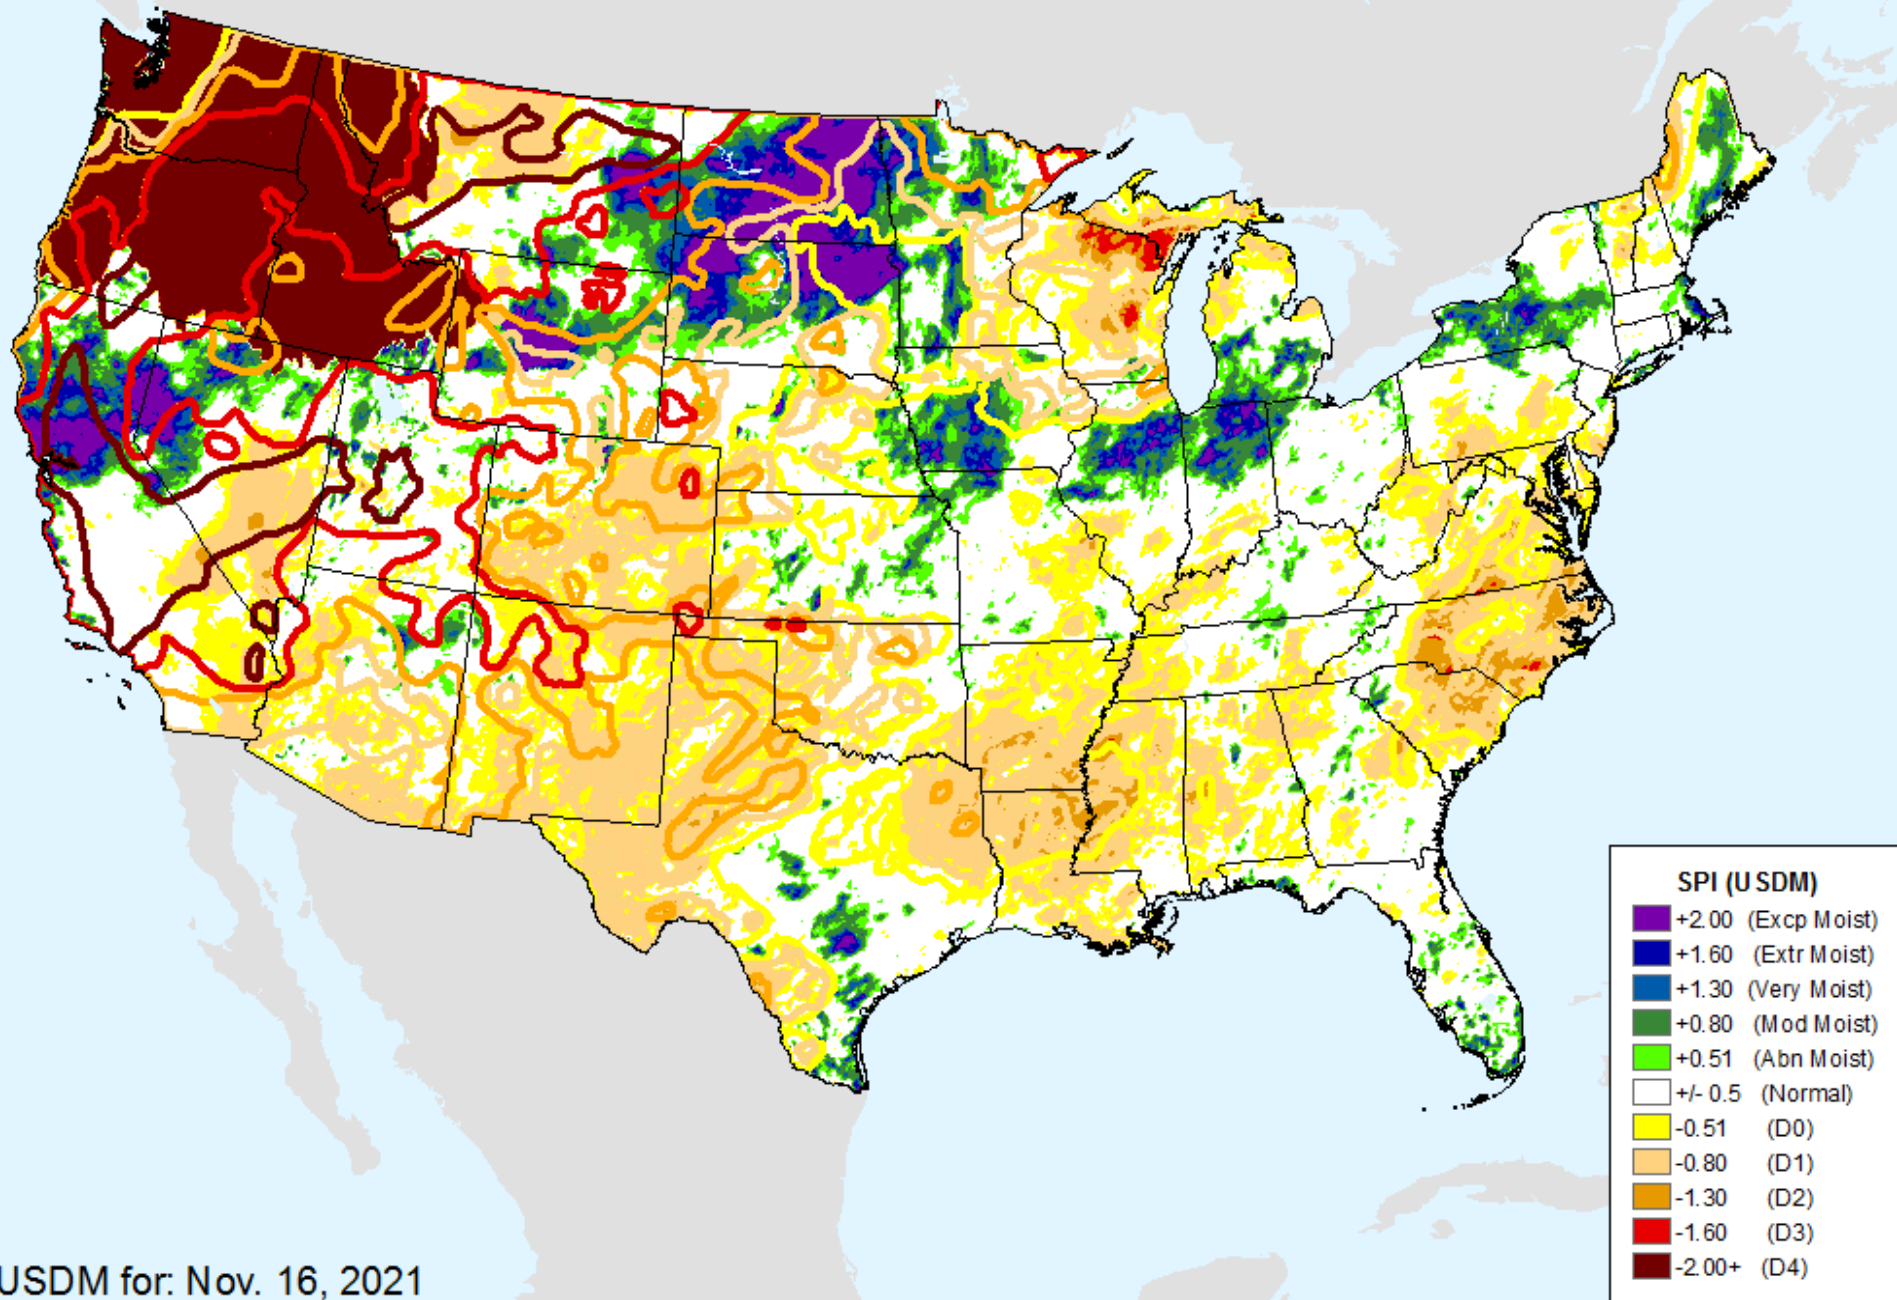 SPI (USDM)
+2.00 (Excp Moist)
+1.60 (Extr Moist)
+1.30 (Very Moist)
+0.80 (Mod Moist)
+0.51 (Abn Moist)
+/- 0.5 (Normal)
-0.51 (D0)
-0.80 (D1)
-1.30 (D2)
-1.60 (D3)
-2.00+ (D4)
USDM for: Nov. 16, 2021